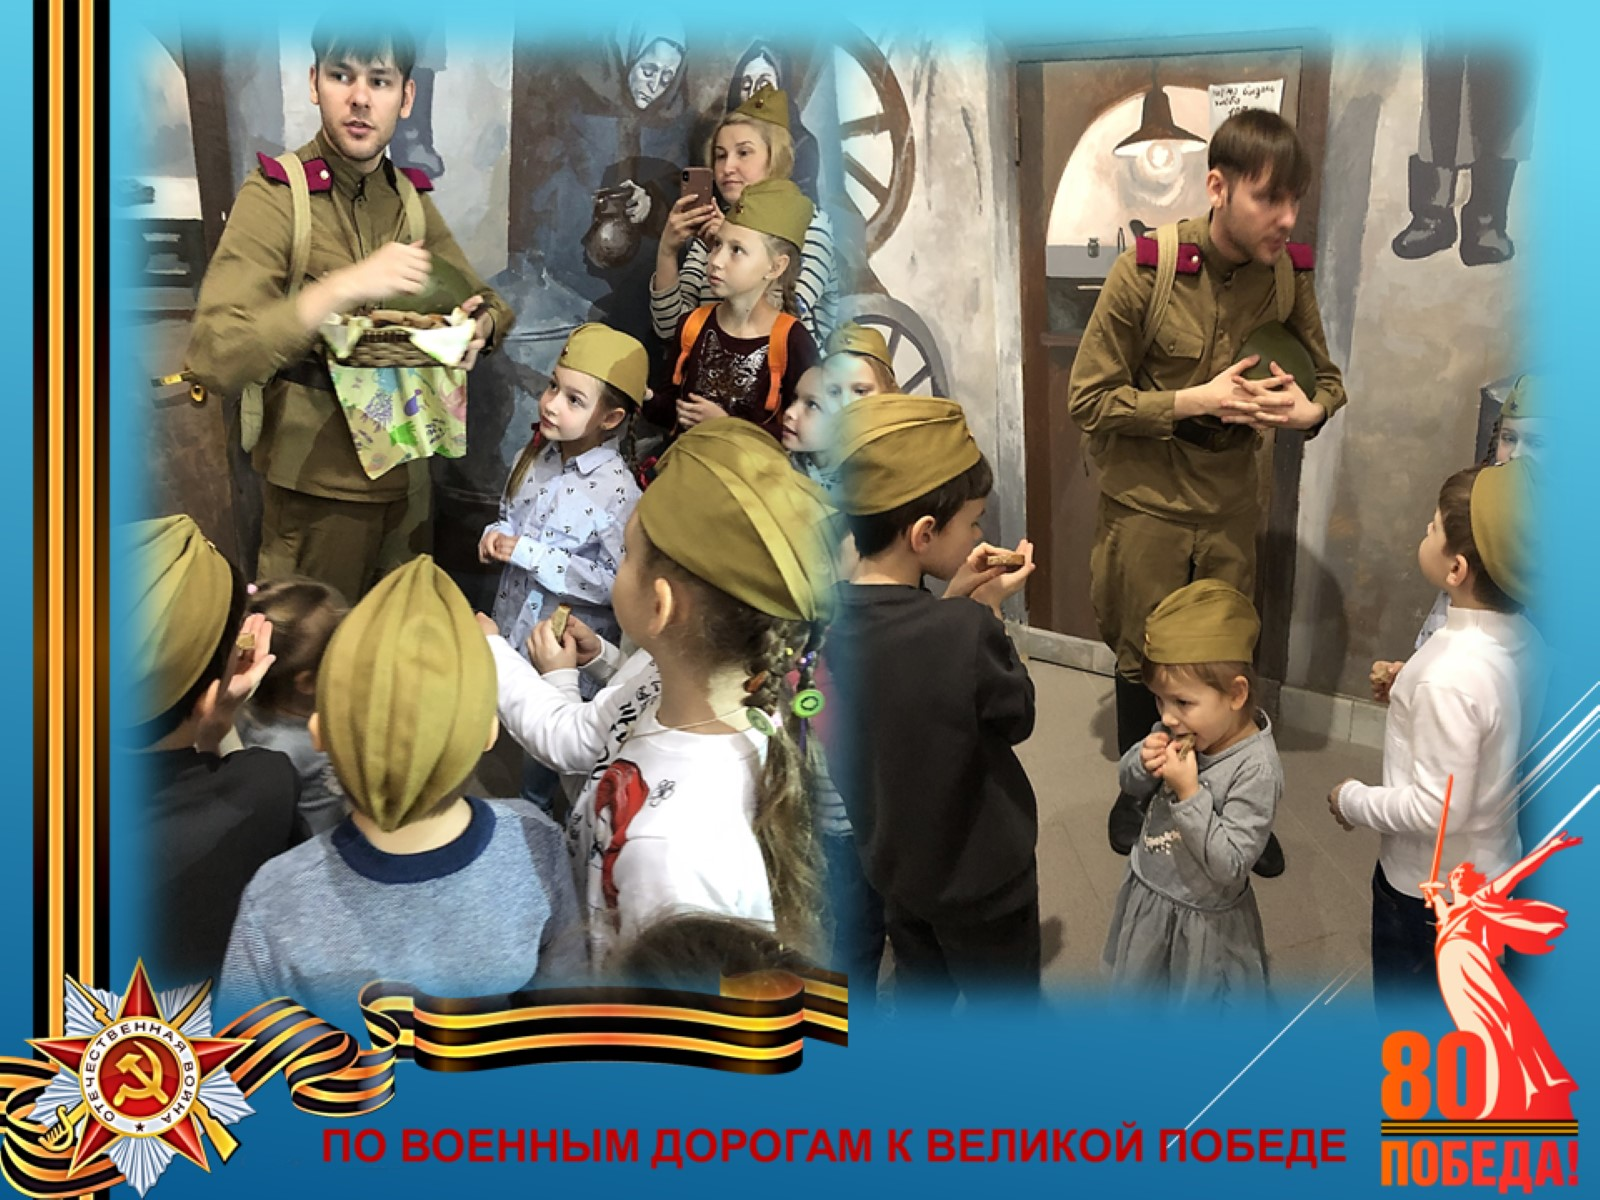 ОТЕЧЕСТВЕННАЯ ВОЙНА
ПО ВОЕННЫМ ДОРОГАМ К ВЕЛИКОЙ ПОБЕДЕ
80
ПОБЕДА!